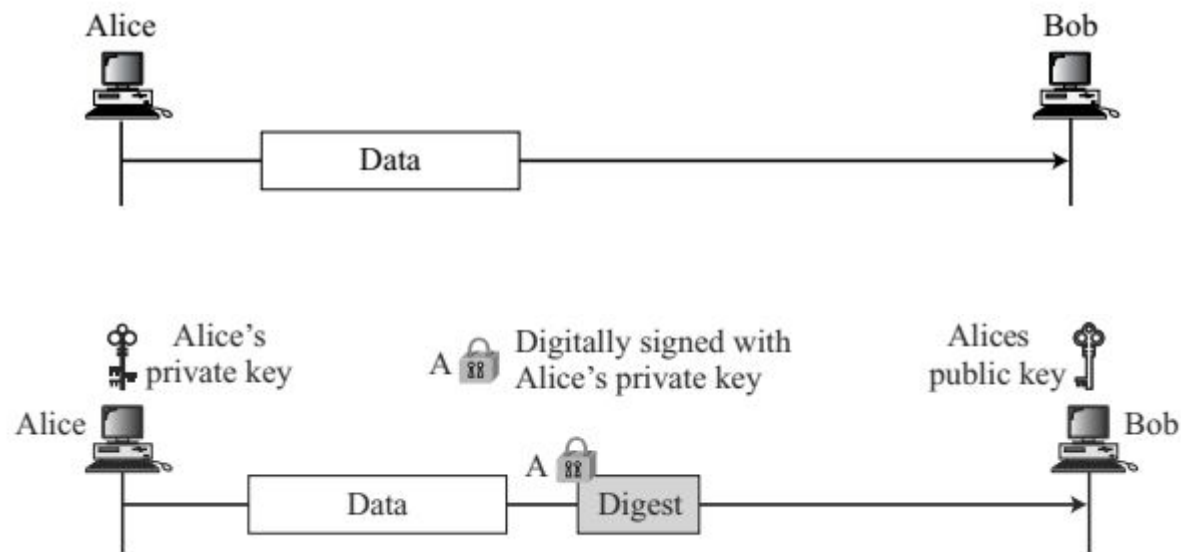 Alice
Bob
Data
Alice's
private key
A
Digitally signed with
Alice's private key
Alices
public key
Alice
Bob
A
Data
Digest